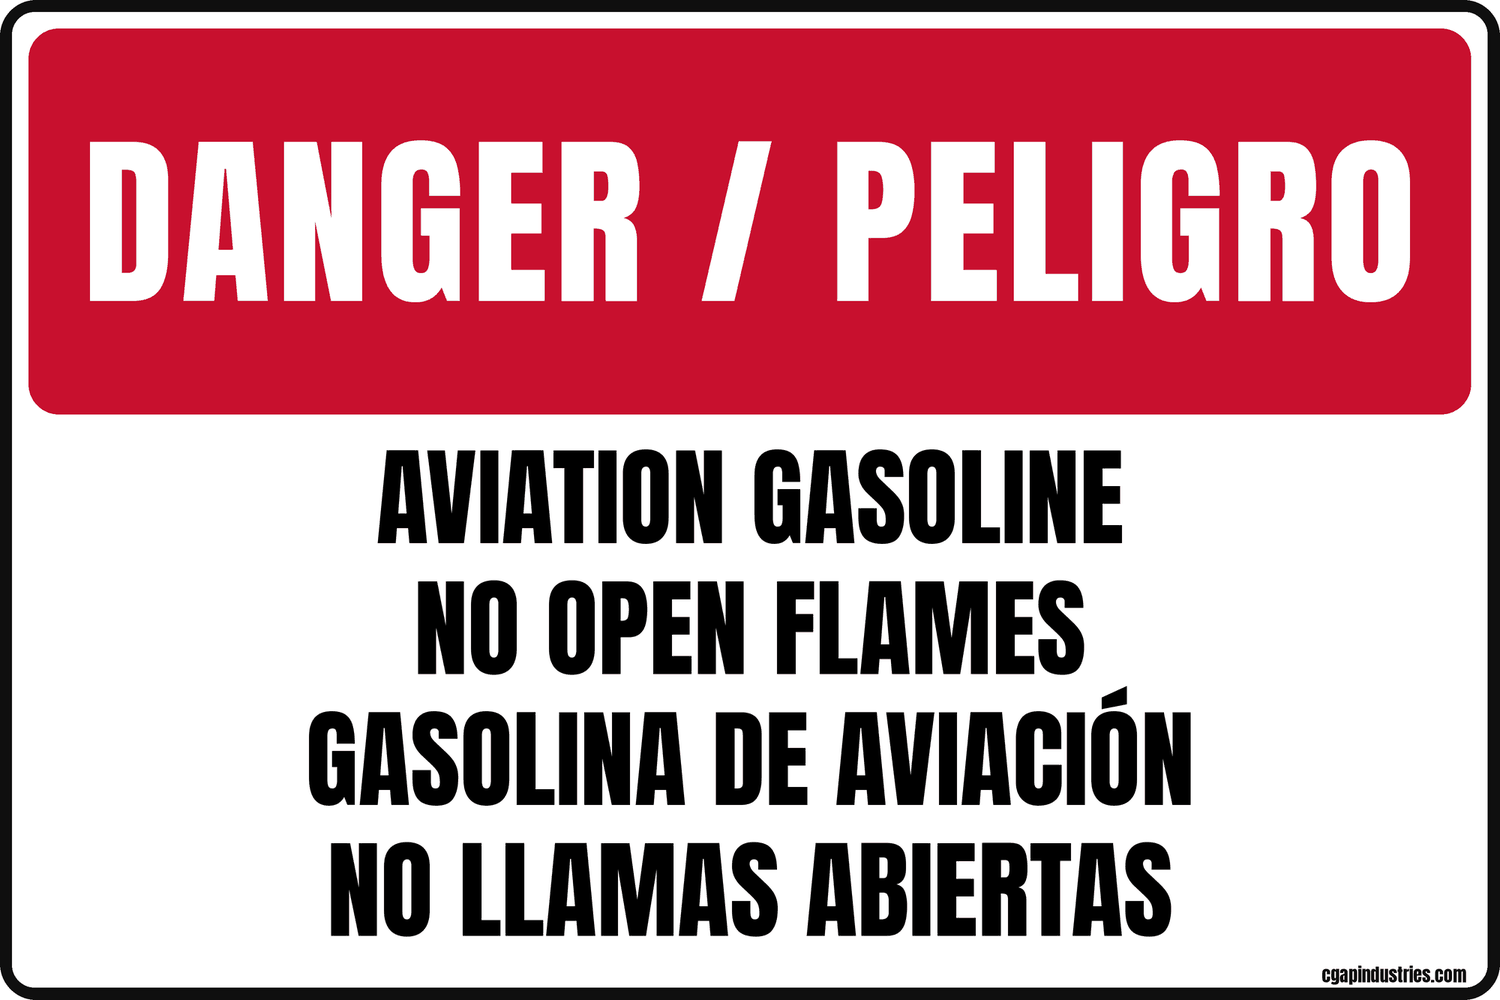 DANGER / PELIGRO
AVIATION GASOLINE
NO OPEN FLAMES
GASOLINA DE AVIACIÓN
NO LLAMAS ABIERTAS
cgapindustries.com